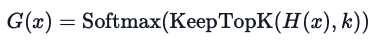 G(x) = Softmax(KeepTopK(H(x), k))